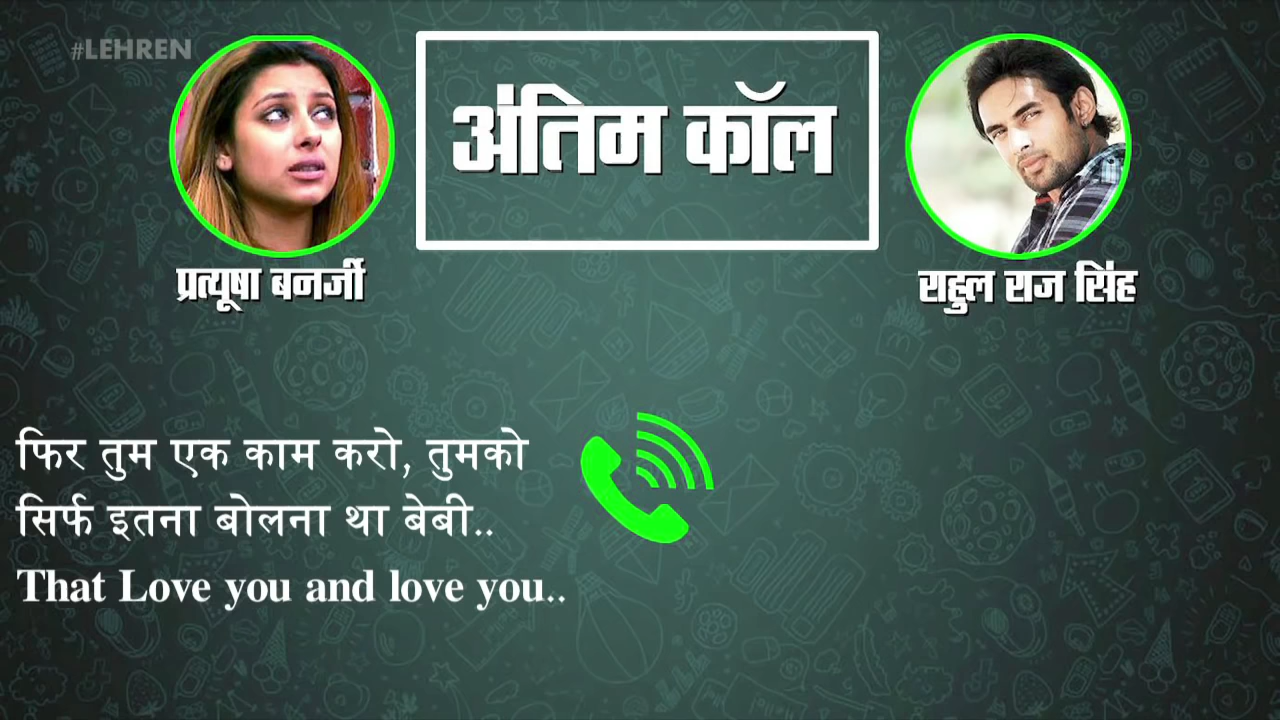 #LEHREN
अंतिम कॉल
प्रत्यूषा बनर्जी
राहुल राज सिंह
फिर तुम एक काम करो, तुमको
सिर्फ इतना बोलना था बेबी..
That Love you and love you..